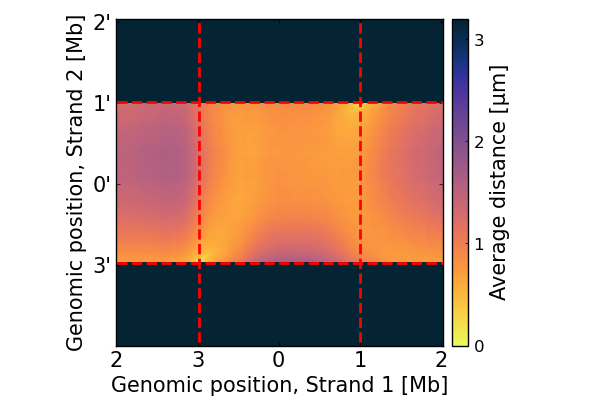 2'
1'
0'
3'
Genomic position, Strand 2 [Mb]
2 3 0 1 2
Genomic position, Strand 1 [Mb]
3
2
1
0
Average distance [μm]